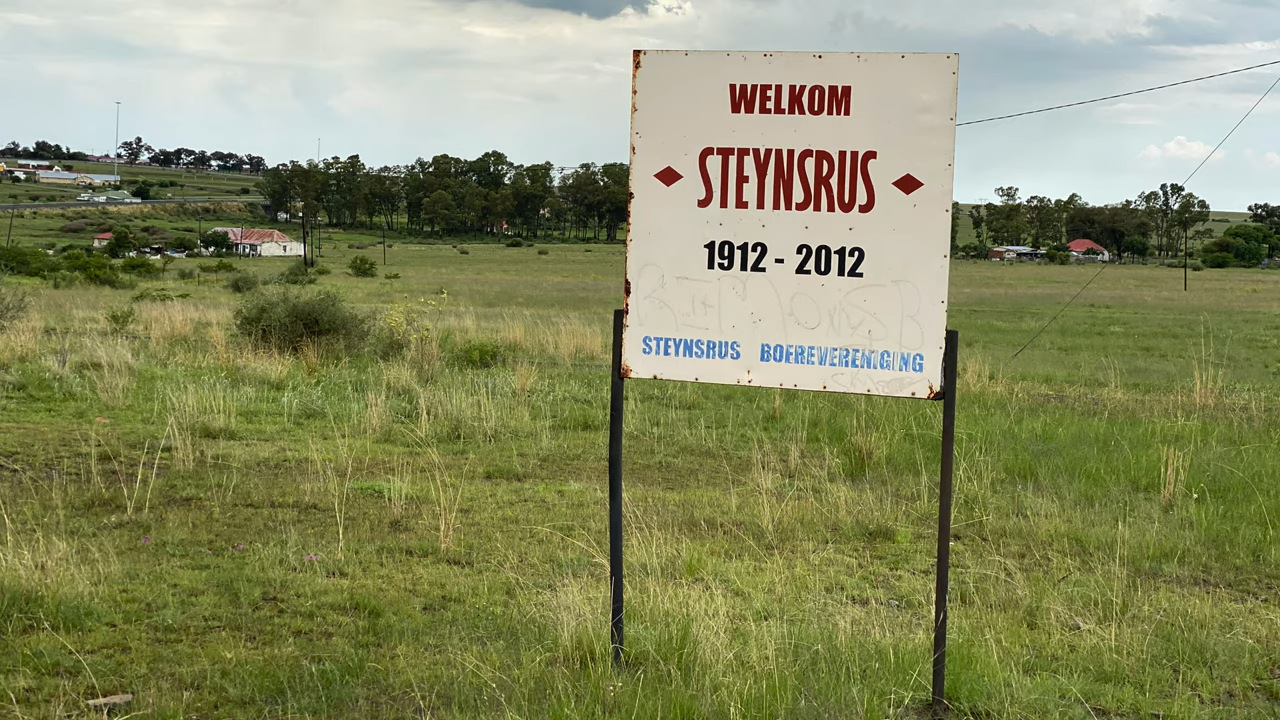 WELKOM
STEYNSRUS
1912 - 2012
STEYNSRUS BOEREVERENIGING